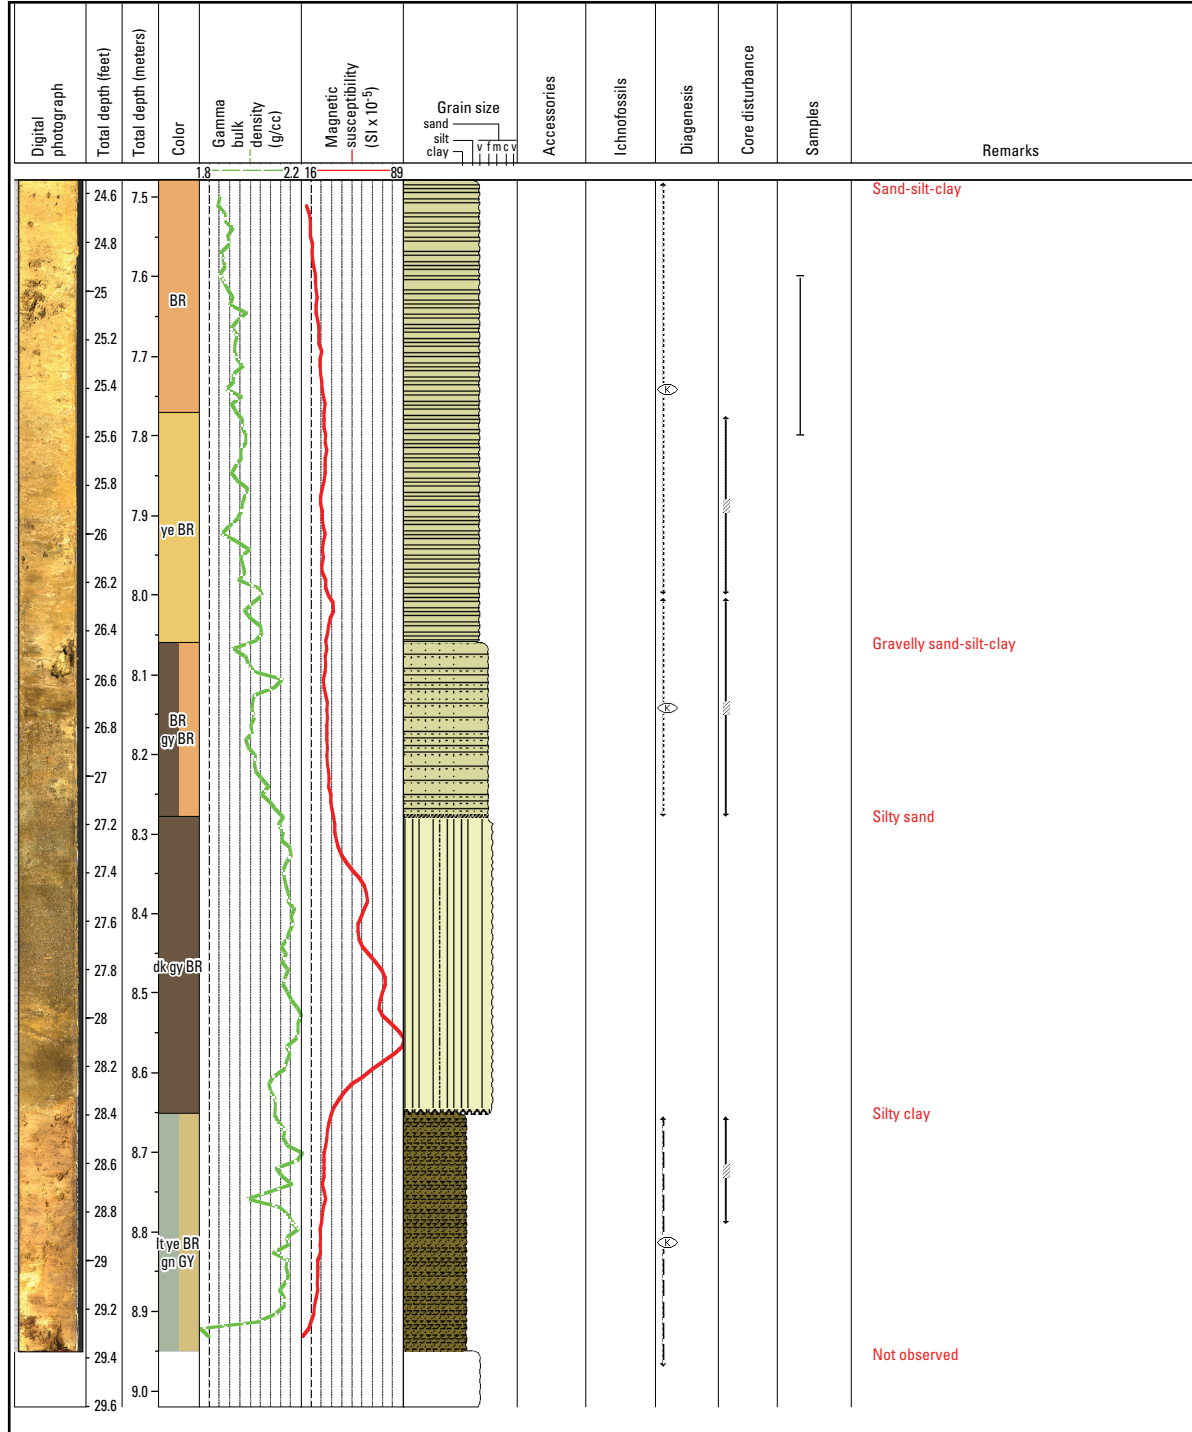 Digital
photograph
Total depth (feet)
Total depth (meters)
Color
Gamma
bulk
density
(g/cc)
Magnetic
susceptibility
(SI x 10-5)
Grain size
sand
silt
clay
v f m c v
Accessories
Ichnofossils
Diagenesis
Core disturbance
Samples
Remarks
1.8 2.2
16 89
24.6
24.8
25
25.2
25.4
25.6
25.8
26
26.2
26.4
26.6
26.8
27
27.2
27.4
27.6
27.8
28
28.2
28.4
28.6
28.8
29
29.2
29.4
29.6
7.5
7.6
7.7
7.8
7.9
8.0
8.1
8.2
8.3
8.4
8.5
8.6
8.7
8.8
8.9
9.0
BR
ye BR
BR
gy BR
dk gy BR
lt ye BR
gn GY
K
K
K
Sand-silt-clay
Gravelly sand-silt-clay
Silty sand
Silty clay
Not observed